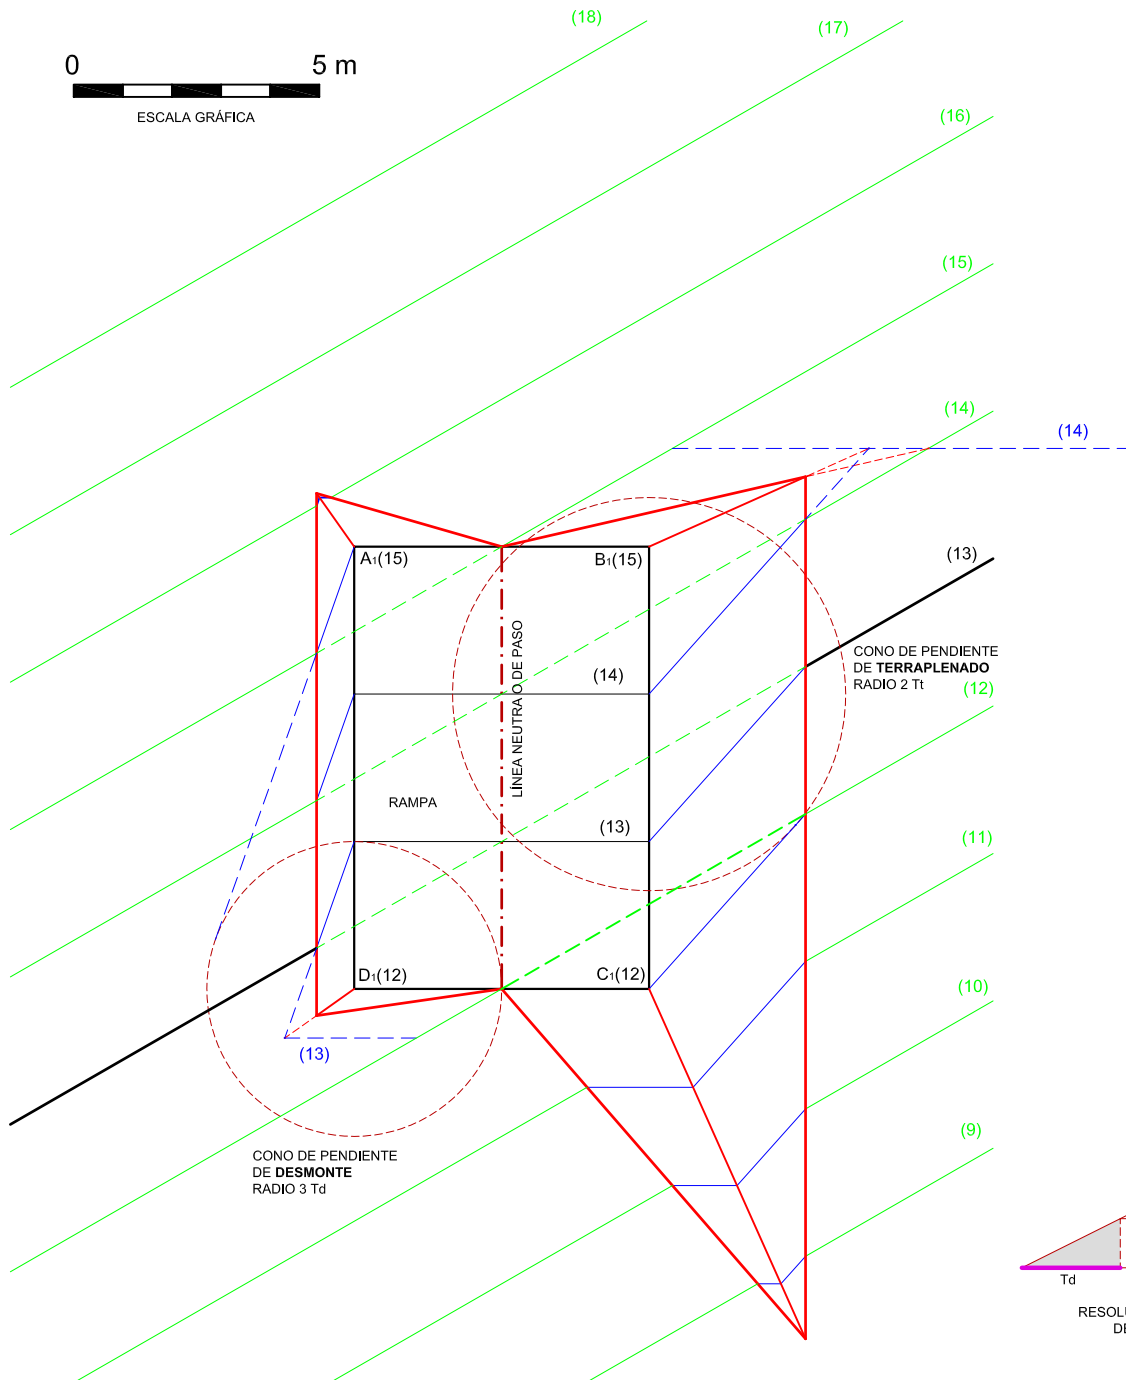 (18)
(17)
0
5 m
ESCALA GRÁFICA
(16)
(15)
(14)
(14)
A1(15)
B1(15)
(13)
LÍNEA NEUTRA O DE PASO
CONO DE PENDIENTE
DE TERRAPLENADO
RADIO 2 Tt
(14)
(12)
RAMPA
(13)
(11)
D1(12)
C1(12)
(10)
(13)
(9)
CONO DE PENDIENTE
DE DESMONTE
RADIO 3 Td
Td
RESOLU
DE